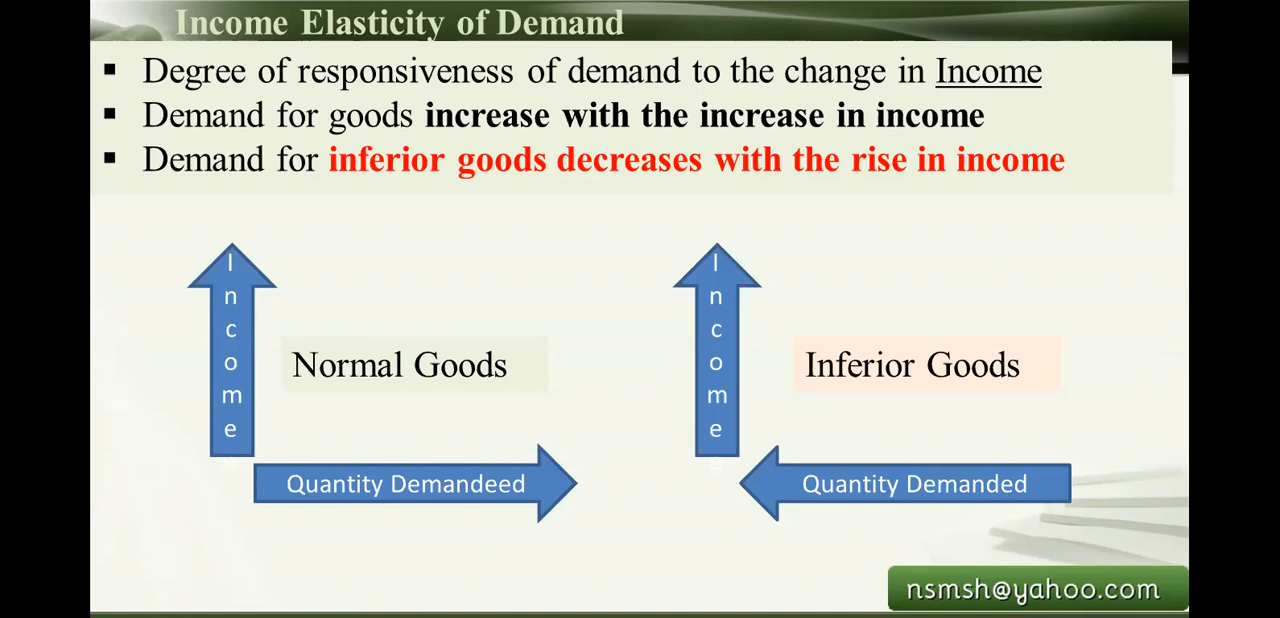 Income Elasticity of Demand
▪ Degree of responsiveness of demand to the change in Income
▪ Demand for goods increase with the increase in income
▪ Demand for inferior goods decreases with the rise in income
Income
Normal Goods
Quantity Demandeed
Income
Inferior Goods
Quantity Demanded
nsmsh@yahoo.com